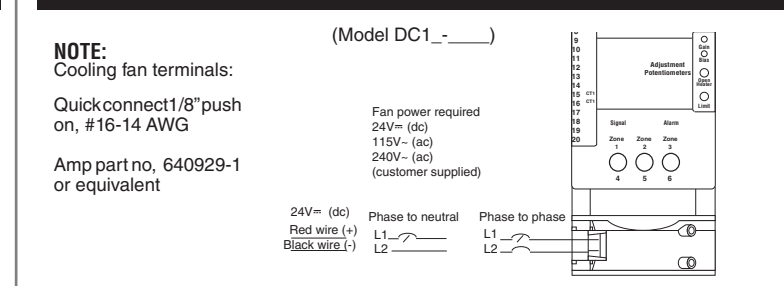 (Model DC1_-____)
NOTE:
Cooling fan terminals:
Quickconnect1/8"push
on, #16-14 AWG
Amp part no, 640929-1
or equivalent
Fan power required
24V⎓ (dc)
115V~ (ac)
240V~ (ac)
(customer supplied)
24V⎓ (dc)
Red wire (+)
Black wire (-)
Phase to neutral
L1
L2
Phase to phase
L1
L2
9
10
11
12
13
14
15 CT1
16 CT1
17
18
19
20
Adjustment
Potentiometers
Gain
Bias
Open
Heater
Limit
Signal Alarm
Zone Zone Zone
1 2 3
4 5 6